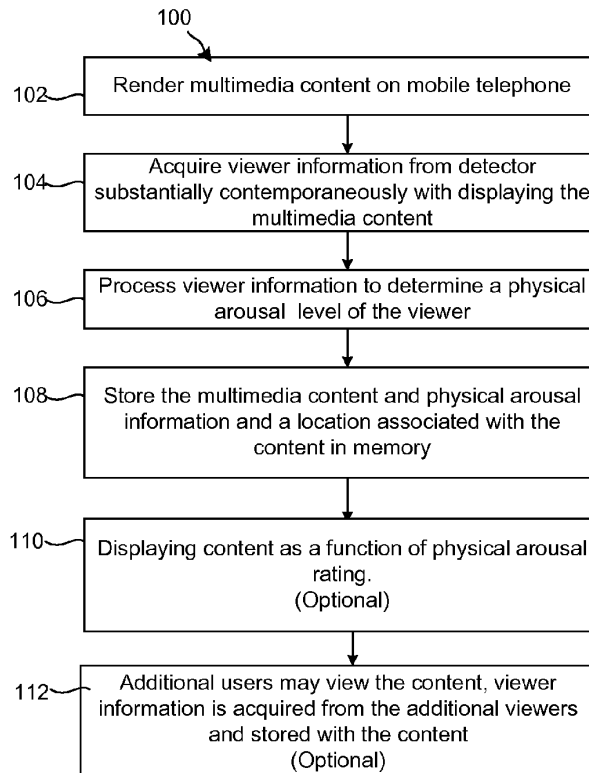 100
102
Render multimedia content on mobile telephone
104
Acquire viewer information from detector
substantially contemporaneously with displaying the
multimedia content
106
Process viewer information to determine a physical
arousal level of the viewer
108
Store the multimedia content and physical arousal
information and a location associated with the
content in memory
110
Displaying content as a function of physical arousal
rating.
(Optional)
112
Additional users may view the content, viewer
information is acquired from the additional viewers
and stored with the content
(Optional)